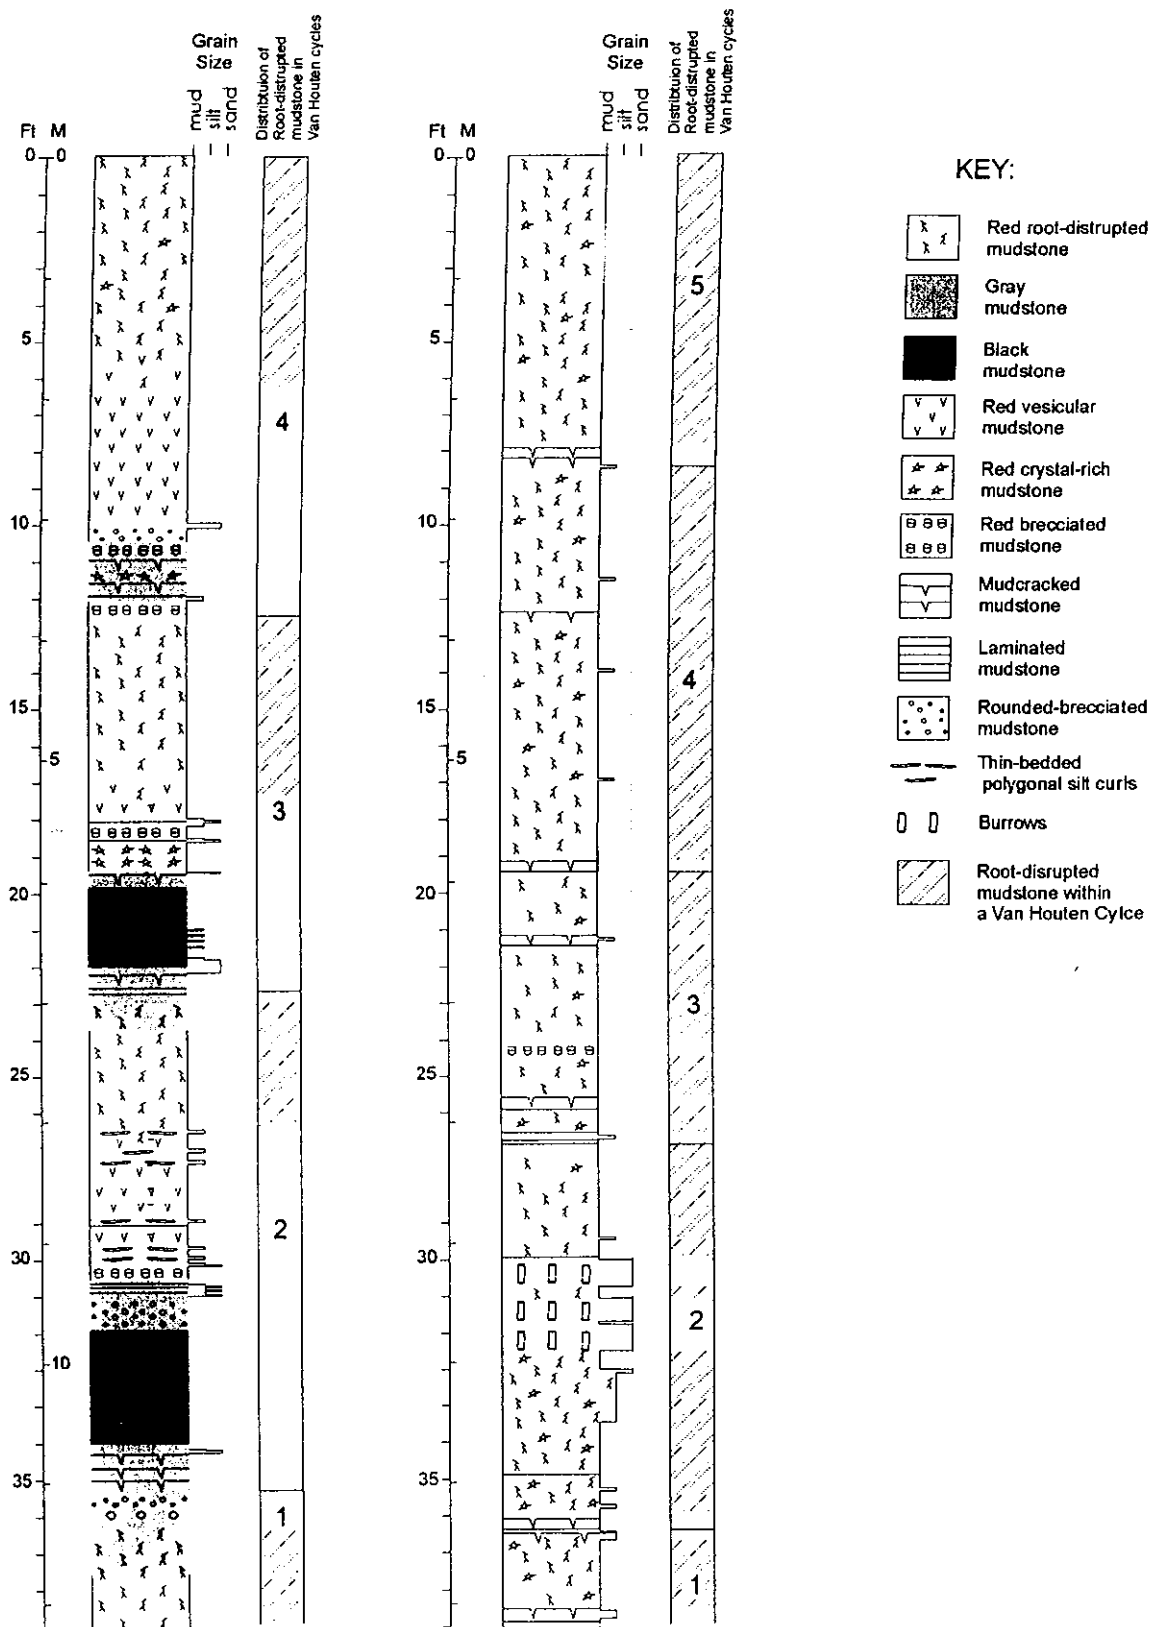 Grain
Size
mud
silt
sand
Distribtuion of
Root-distrupted
mudstone in
Van Houten cycles
Ft M
0 0
5
10
15
5
20
25
30
10
35
4
3
2
1
Grain
Size
mud
silt
sand
Distribtuion of
Root-distrupted
mudstone in
Van Houten cycles
Ft M
0 0
5
10
15
5
20
25
30
35
5
4
3
2
1
KEY:
Red root-distrupted
mudstone
Gray
mudstone
Black
mudstone
Red vesicular
mudstone
Red crystal-rich
mudstone
Red brecciated
mudstone
Mudcracked
mudstone
Laminated
mudstone
Rounded-brecciated
mudstone
Thin-bedded
polygonal silt curls
Burrows
Root-disrupted
mudstone within
a Van Houten Cylce